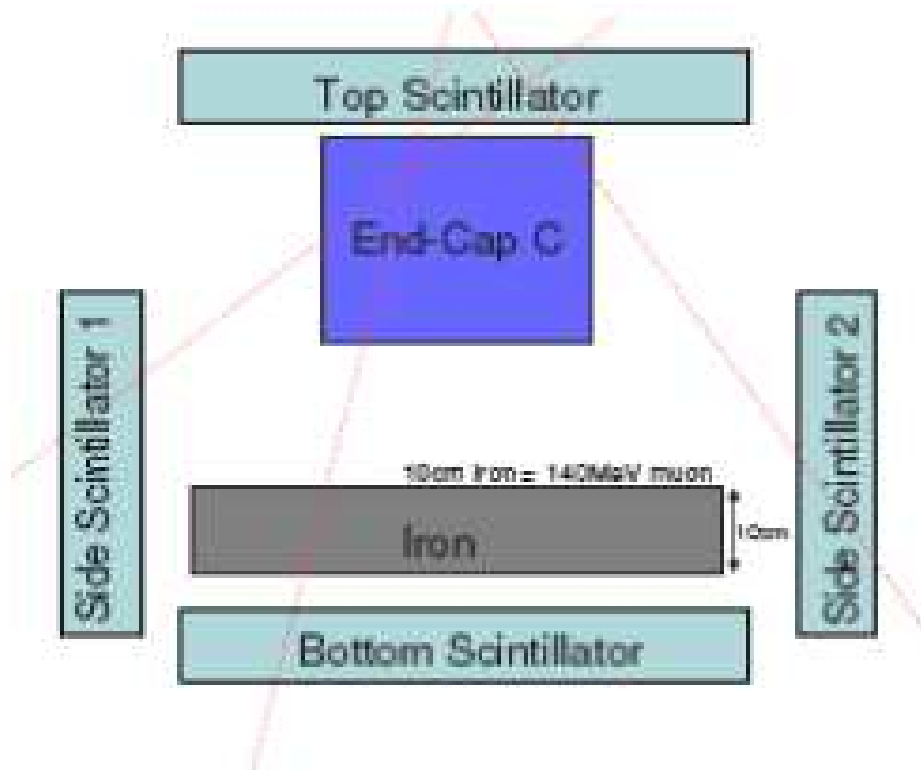 Top Scintillator
End-Cap C
Side Scintillator 1
Side Scintillator 2
10cm Iron = 140MeV muon
10cm
Iron
Bottom Scintillator